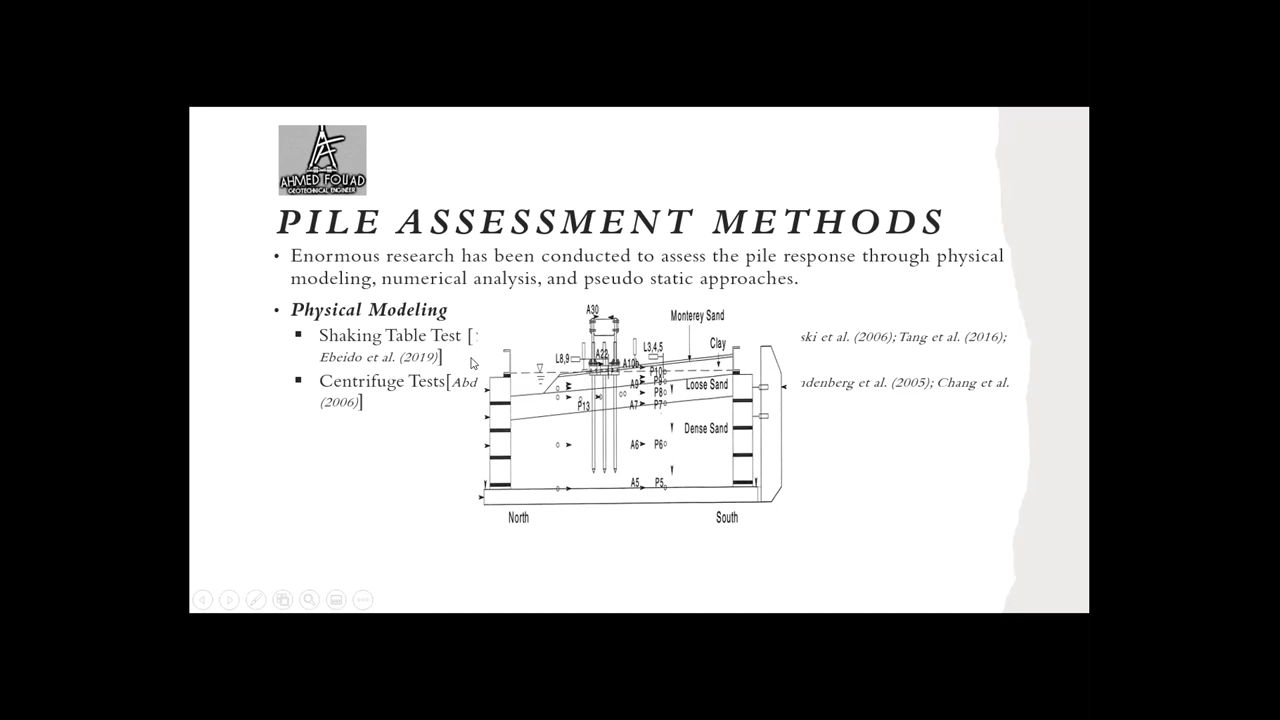 AHMED FOUAD
GEOTECHNICAL ENGINEER
PILE ASSESSMENT METHODS
• Enormous research has been conducted to assess the pile response through physical
modeling, numerical analysis, and pseudo static approaches.
• Physical Modeling
▪ Shaking Table Test [
ski et al. (2006); Tang et al. (2016);
Ebeido et al. (2019)]
▪ Centrifuge Tests[Abd
ndenberg et al. (2005); Chang et al.
(2006)]
A30
Monterey Sand
Clay
L3,4,5
L8,9
A22
P10
A9
Loose Sand
P8
P13
A7
P7
Dense Sand
A6
P6
A5
P5
North
South